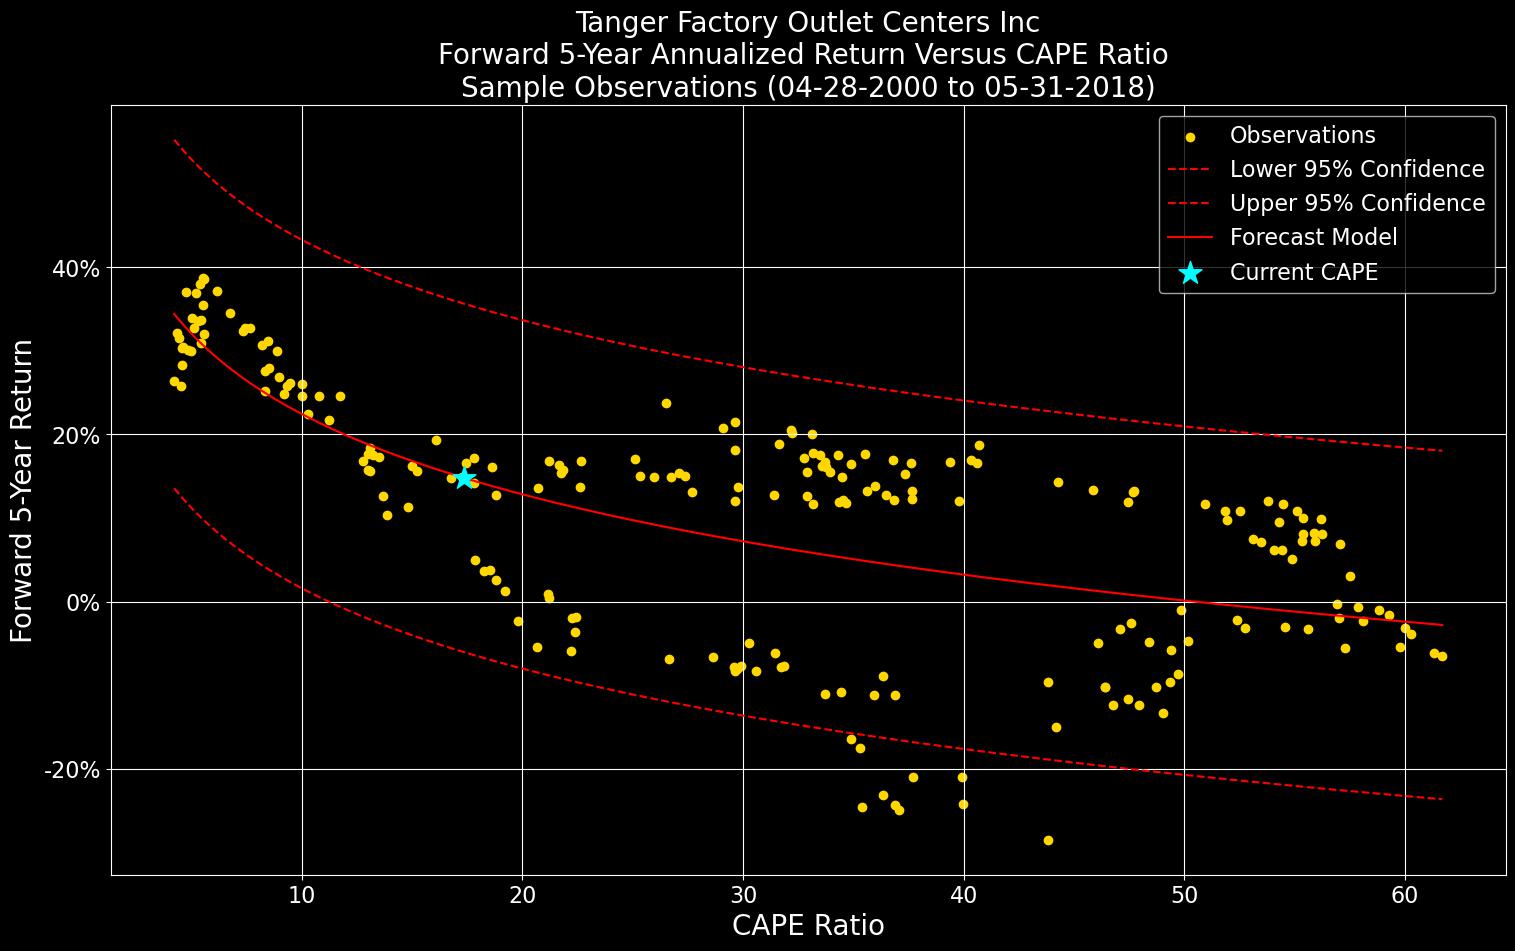 Tanger Factory Outlet Centers Inc
Forward 5-Year Annualized Return Versus CAPE Ratio
Sample Observations (04-28-2000 to 05-31-2018)
Observations
Lower 95% Confidence
Upper 95% Confidence
Forecast Model
Current CAPE
Forward 5-Year Return
40%
20%
0%
-20%
10 20 30 40 50 60
CAPE Ratio